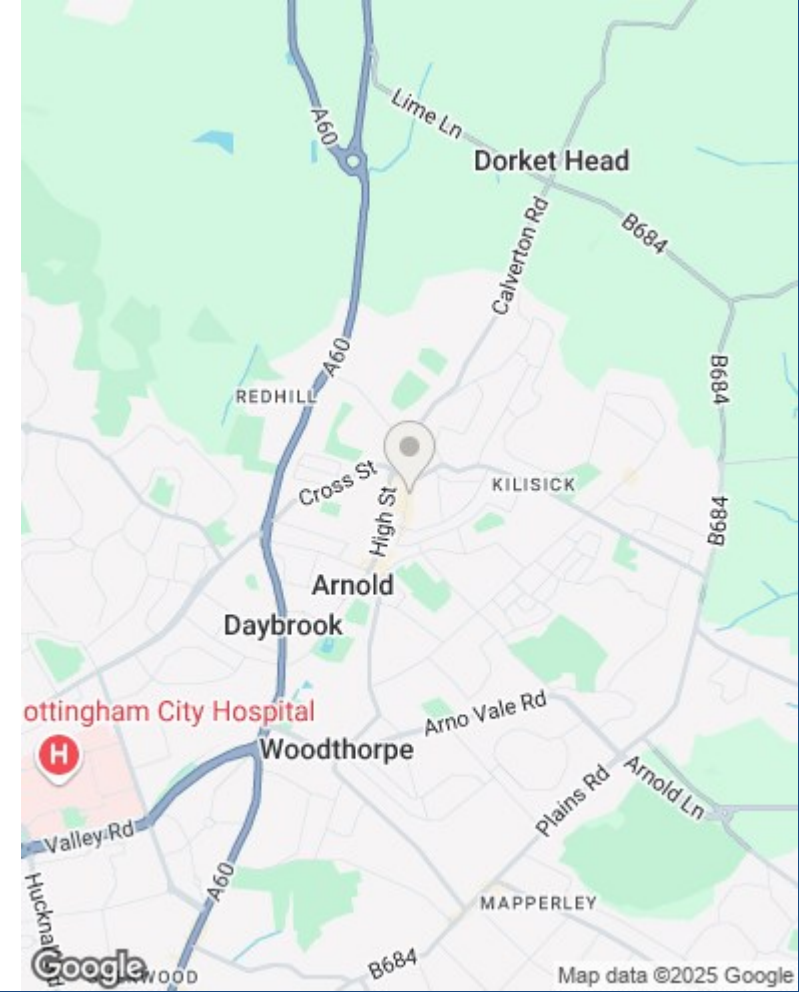 A60
Lime Ln
Dorket Head
Calverton Rd
B684
A60
B684
REDHILL
Cross St
High St
KILISICK
B684
Arnold
Daybrook
ottingham City Hospital
H
Arno Vale Rd
Woodthorpe
Plains Rd
Arnold Ln
Valley Rd
A60
MAPPERLEY
B684
Google
WOOD
Map data ©2025 Google